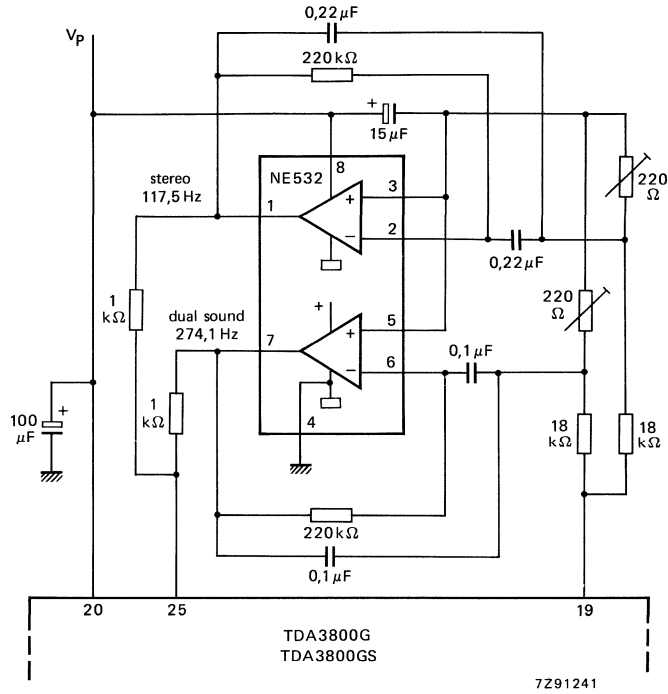 0,22 µF
VP
220 kΩ
+
15 µF
8
NE532
3
+
stereo
117,5 Hz
1
2
−
220
Ω
0,22 µF
1
kΩ
220
Ω
dual sound
274,1 Hz
+
7
5
+
6
−
0,1 µF
100
µF
+
1
kΩ
4
18
kΩ
18
kΩ
220 kΩ
0,1 µF
20
25
19
TDA3800G
TDA3800GS
7Z91241